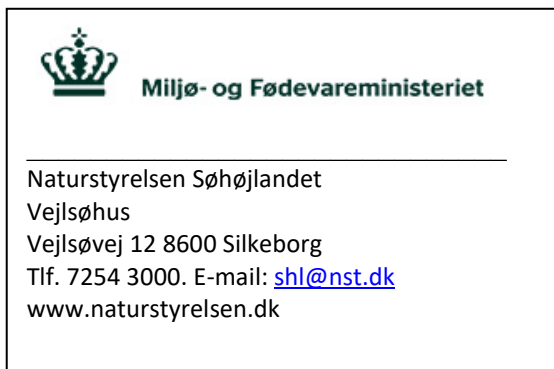 Miljø- og Fødevareministeriet
Naturstyrelsen Søhøjlandet
Vejlsøhus
Vejlsøvej 12 8600 Silkeborg
Tlf. 7254 3000. E-mail: shl@nst.dk
www.naturstyrelsen.dk